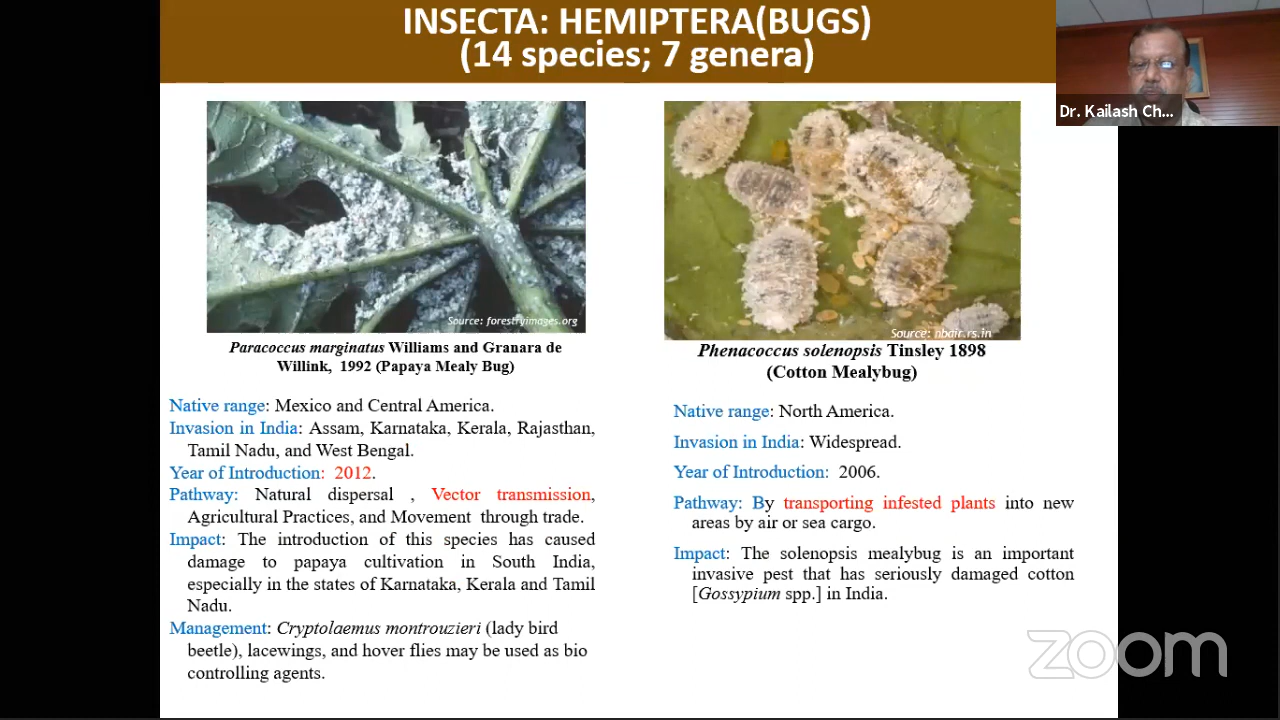 INSECTA: HEMIPTERA(BUGS)
(14 species; 7 genera)
Dr. Kailash Ch...
Source: forestryimages.org
Paracoccus marginatus Williams and Granara de
Willink, 1992 (Papaya Mealy Bug)
Native range: Mexico and Central America.
Invasion in India: Assam, Karnataka, Kerala, Rajasthan,
Tamil Nadu, and West Bengal.
Year of Introduction: 2012.
Pathway: Natural dispersal , Vector transmission,
Agricultural Practices, and Movement through trade.
Impact: The introduction of this species has caused
damage to papaya cultivation in South India,
especially in the states of Karnataka, Kerala and Tamil
Nadu.
Management: Cryptolaemus montrouzieri (lady bird
beetle), lacewings, and hover flies may be used as bio
controlling agents.
Source: nbair.rs.in
Phenacoccus solenopsis Tinsley 1898
(Cotton Mealybug)
Native range: North America.
Invasion in India: Widespread.
Year of Introduction: 2006.
Pathway: By transporting infested plants into new
areas by air or sea cargo.
Impact: The solenopsis mealybug is an important
invasive pest that has seriously damaged cotton
[Gossypium spp.] in India.
zoom